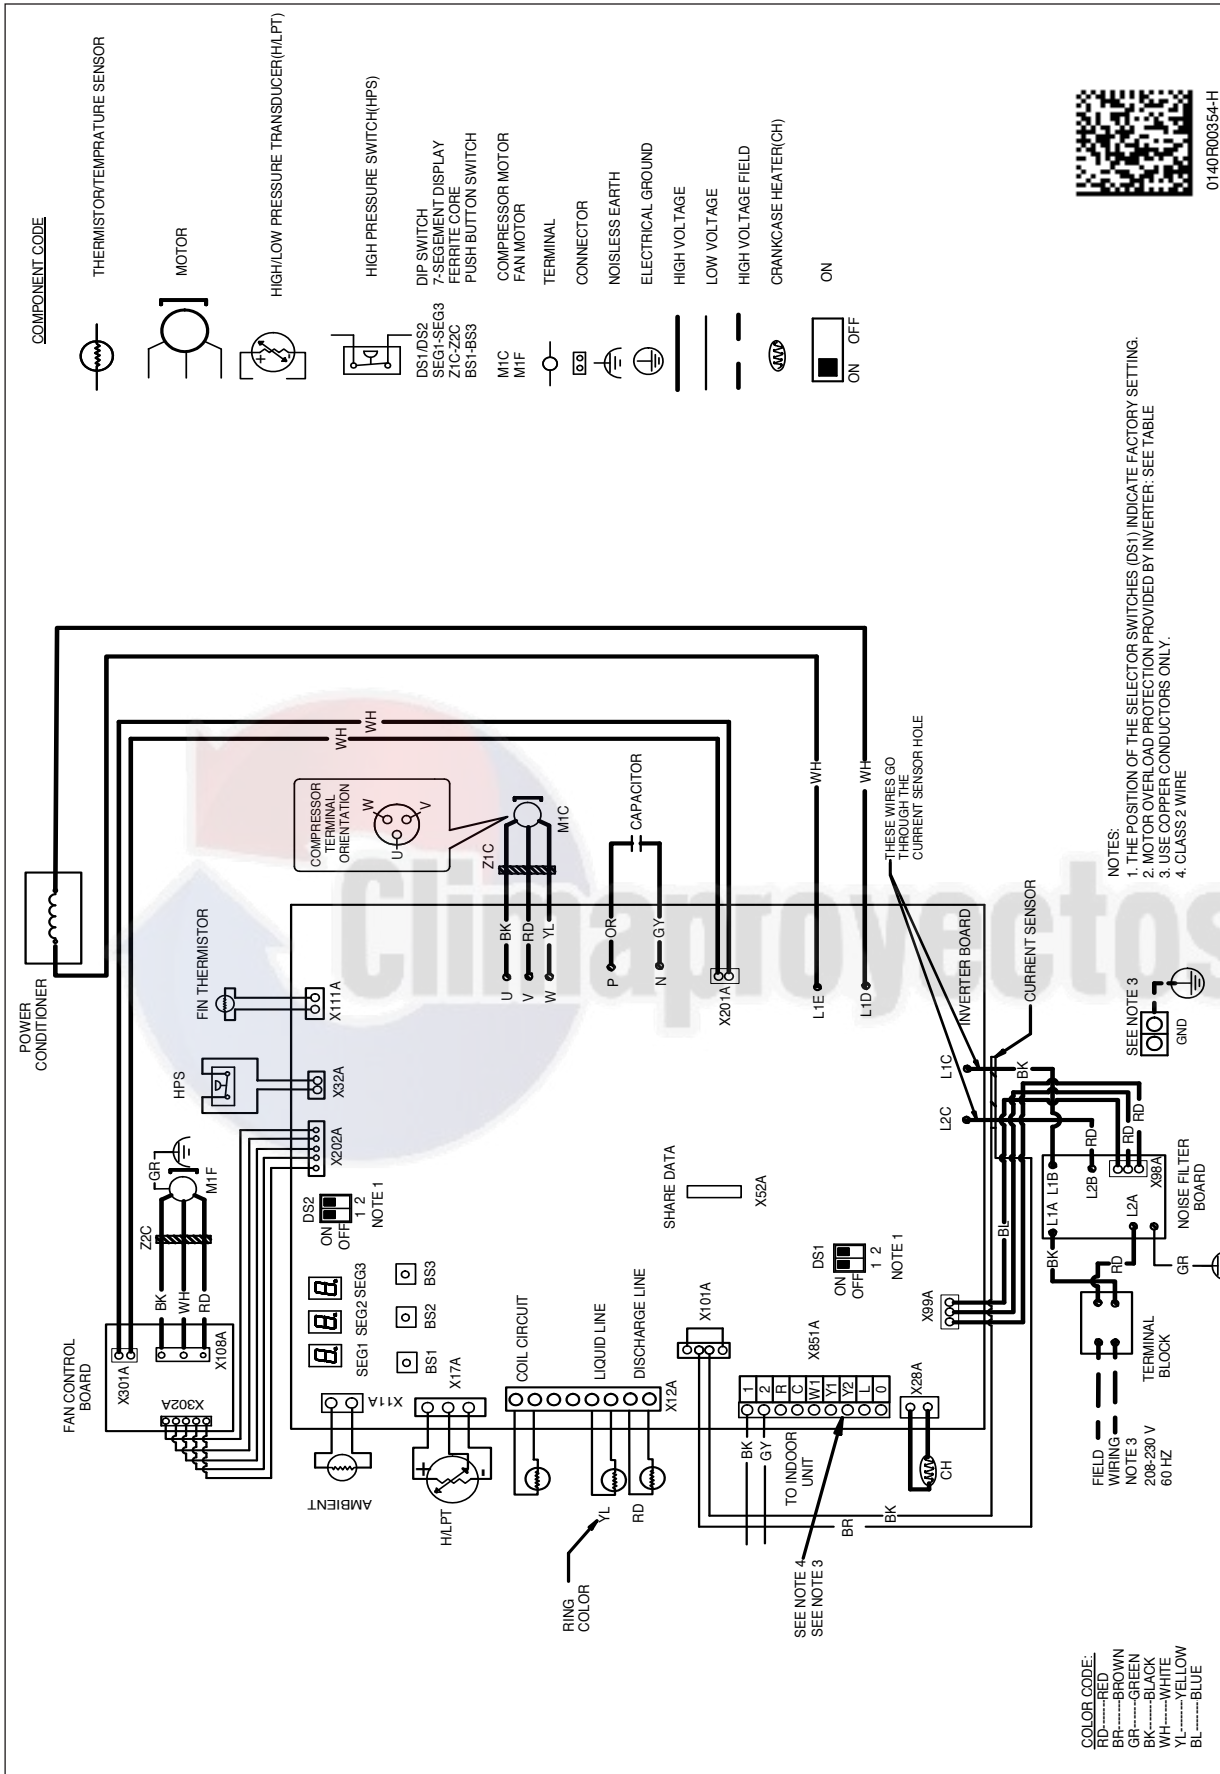 COMPONENT CODE
THERMISTOR/TEMPRATURE SENSOR
MOTOR
HIGH/LOW PRESSURE TRANSDUCER(H/LPT)
HIGH PRESSURE SWITCH(HPS)
DS1/DS2 DIP SWITCH
SEG1-SEG3 7-SEGEMENT DISPLAY
Z1C-Z2C FERRITE CORE
BS1-BS3 PUSH BUTTON SWITCH
M1C COMPRESSOR MOTOR
M1F FAN MOTOR
TERMINAL
CONNECTOR
NOISLESS EARTH
ELECTRICAL GROUND
HIGH VOLTAGE
LOW VOLTAGE
HIGH VOLTAGE FIELD
CRANKCASE HEATER(CH)
ON OFF
ON
0140R00354-H
POWER
CONDITIONER
FIN THERMISTOR
X111A
HPS
X32A
X202A
GR
M1F
Z2C
BK
WH
RD
FAN CONTROL
BOARD
X301A
X108A
X302A
DS2
ON
OFF
1 2
NOTE 1
SEG1 SEG2 SEG3
BS1
BS2
BS3
X11A
AMBIENT
X17A
H/LPT
+
-
COIL CIRCUIT
LIQUID LINE
DISCHARGE LINE
X12A
YL
RD
RING
COLOR
COMPRESSOR
TERMINAL
ORIENTATION
U
W
V
WH
WH
Z1C
M1C
U
V
W
BK
RD
YL
CAPACITOR
P
OR
N
GY
X201A
L1E
WH
L1D
WH
SHARE DATA
X52A
DS1
ON
OFF
1 2
NOTE 1
X101A
X851A
1
2
R
C
W1
Y1
Y2
L
0
BK
GY
TO INDOOR
UNIT
SEE NOTE 4
SEE NOTE 3
X28A
CH
BR
BK
THESE WIRES GO
THROUGH THE
CURRENT SENSOR HOLE
INVERTER BOARD
CURRENT SENSOR
L1C
L2C
BK
BL
X99A
RD
RD
RD
L1A
L1B
L2B
L2A
X98A
NOISE FILTER
BOARD
BK
RD
GR
TERMINAL
BLOCK
FIELD
WIRING
NOTE 3
208-230 V
60 HZ
SEE NOTE 3
GND
NOTES:
1. THE POSITION OF THE SELECTOR SWITCHES (DS1) INDICATE FACTORY SETTING.
2. MOTOR OVERLOAD PROTECTION PROVIDED BY INVERTER: SEE TABLE
3. USE COPPER CONDUCTORS ONLY.
4. CLASS 2 WIRE
COLOR CODE:
RD-------RED
BR-------BROWN
GR-------GREEN
BK-------BLACK
WH-------WHITE
YL-------YELLOW
BL-------BLUE
Climaproyectos